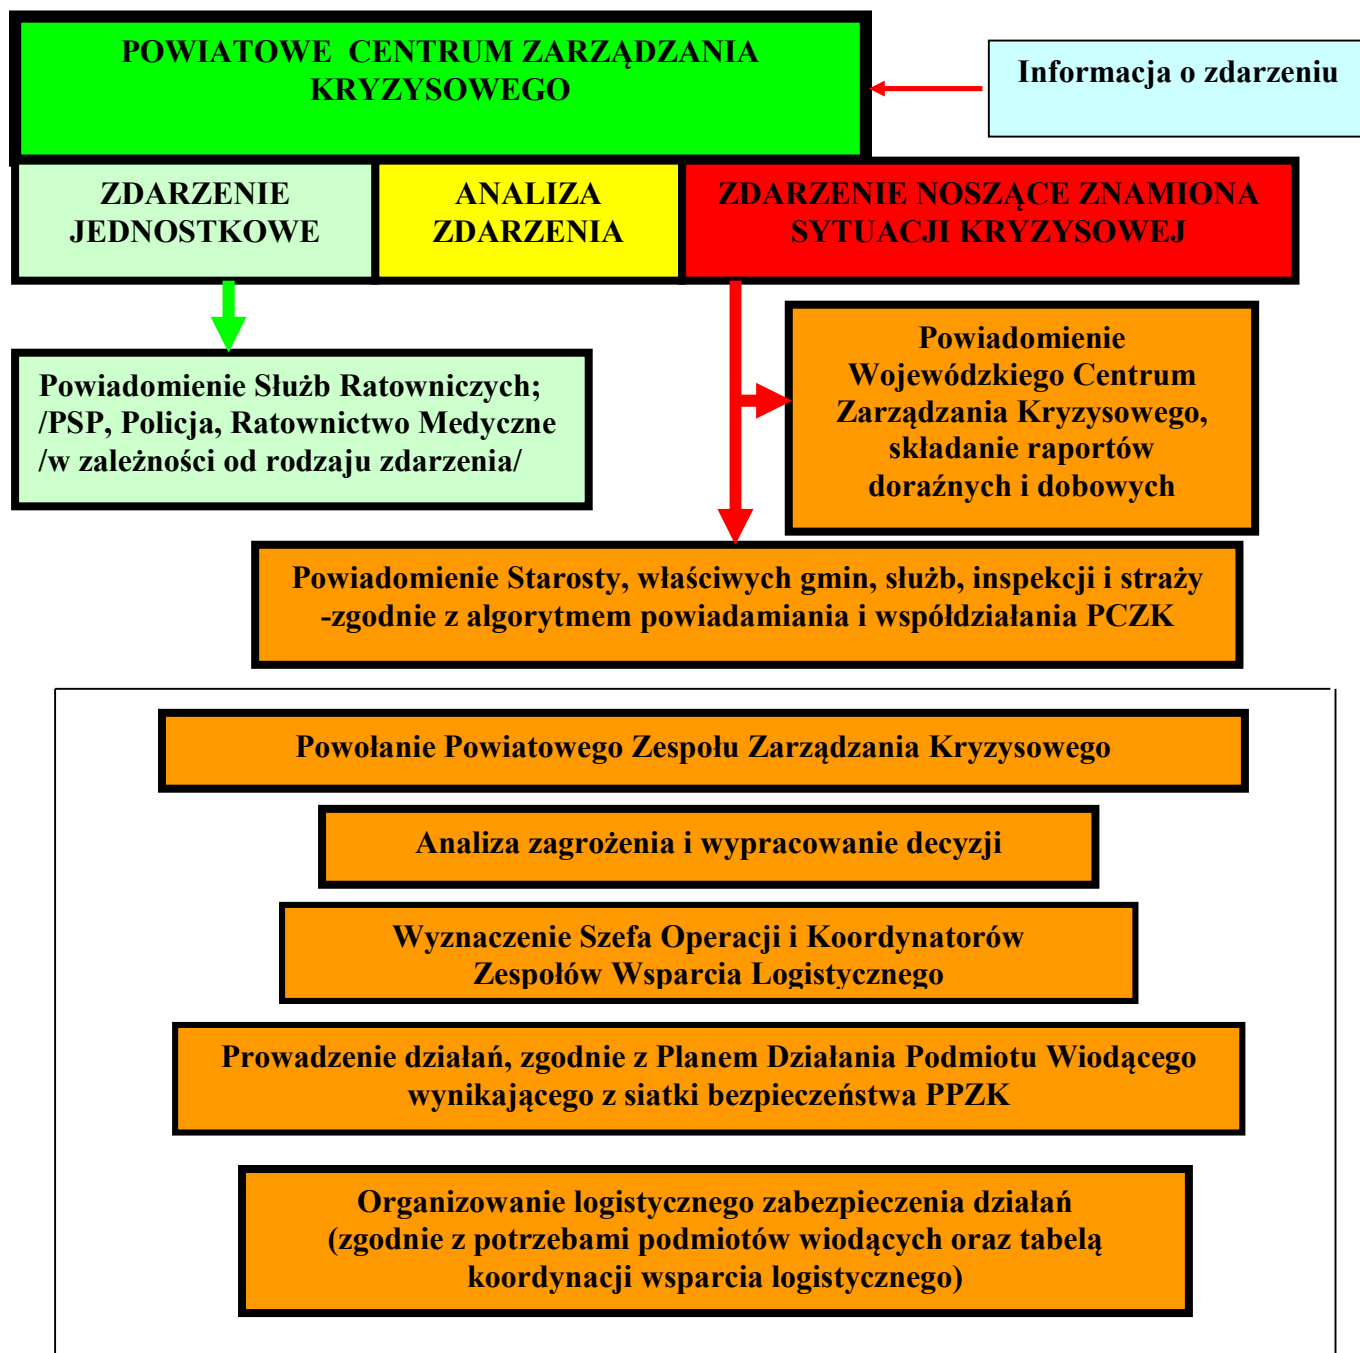 POWIATOWE CENTRUM ZARZĄDZANIA
KRYZYSOWEGO
Informacja o zdarzeniu
ZDARZENIE
JEDNOSTKOWE
ANALIZA
ZDARZENIA
ZDARZENIE NOSZĄCE ZNAMIONA
SYTUACJI KRYZYSOWEJ
Powiadomienie Służb Ratowniczych;
/PSP, Policja, Ratownictwo Medyczne
/w zależności od rodzaju zdarzenia/
Powiadomienie
Wojewódzkiego Centrum
Zarządzania Kryzysowego,
składanie raportów
doraźnych i dobowych
Powiadomienie Starosty, właściwych gmin, służb, inspekcji i straży
-zgodnie z algorytmem powiadamiania i współdziałania PCZK
Powołanie Powiatowego Zespołu Zarządzania Kryzysowego
Analiza zagrożenia i wypracowanie decyzji
Wyznaczenie Szefa Operacji i Koordynatorów
Zespołów Wsparcia Logistycznego
Prowadzenie działań, zgodnie z Planem Działania Podmiotu Wiodącego
wynikającego z siatki bezpieczeństwa PPZK
Organizowanie logistycznego zabezpieczenia działań
(zgodnie z potrzebami podmiotów wiodących oraz tabelą
koordynacji wsparcia logistycznego)